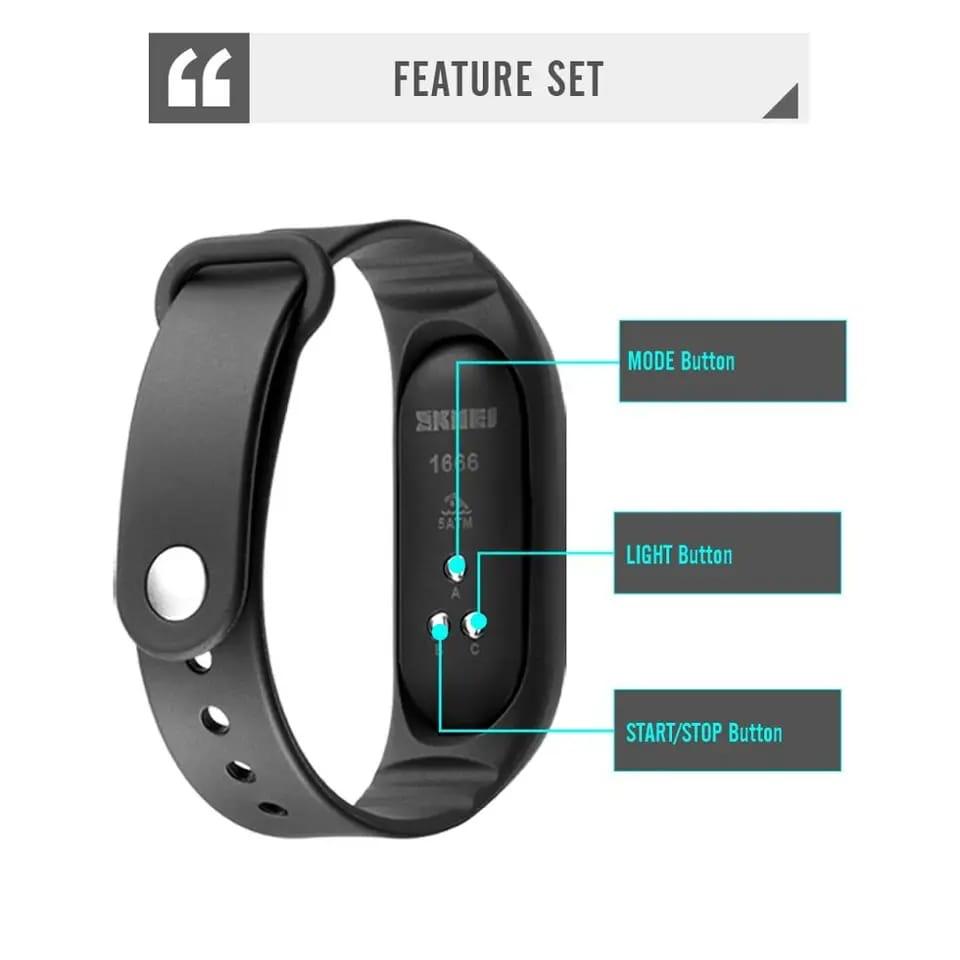 FEATURE SET
MODE Button
SKMEI
1666
5ATM
LIGHT Button
A
B
C
START/STOP Button